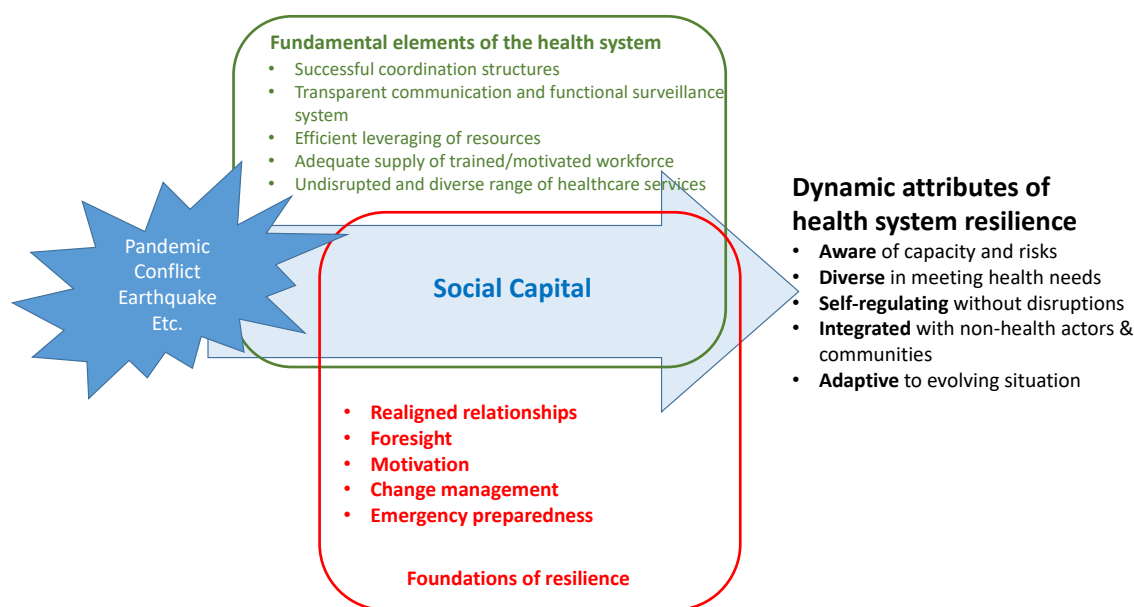 Fundamental elements of the health system
• Successful coordination structures
• Transparent communication and functional surveillance
system
• Efficient leveraging of resources
• Adequate supply of trained/motivated workforce
• Undisrupted and diverse range of healthcare services
Pandemic
Conflict
Earthquake
Etc.
Social Capital
Dynamic attributes of
health system resilience
• Aware of capacity and risks
• Diverse in meeting health needs
• Self-regulating without disruptions
• Integrated with non-health actors &
communities
• Adaptive to evolving situation
• Realigned relationships
• Foresight
• Motivation
• Change management
• Emergency preparedness
Foundations of resilience